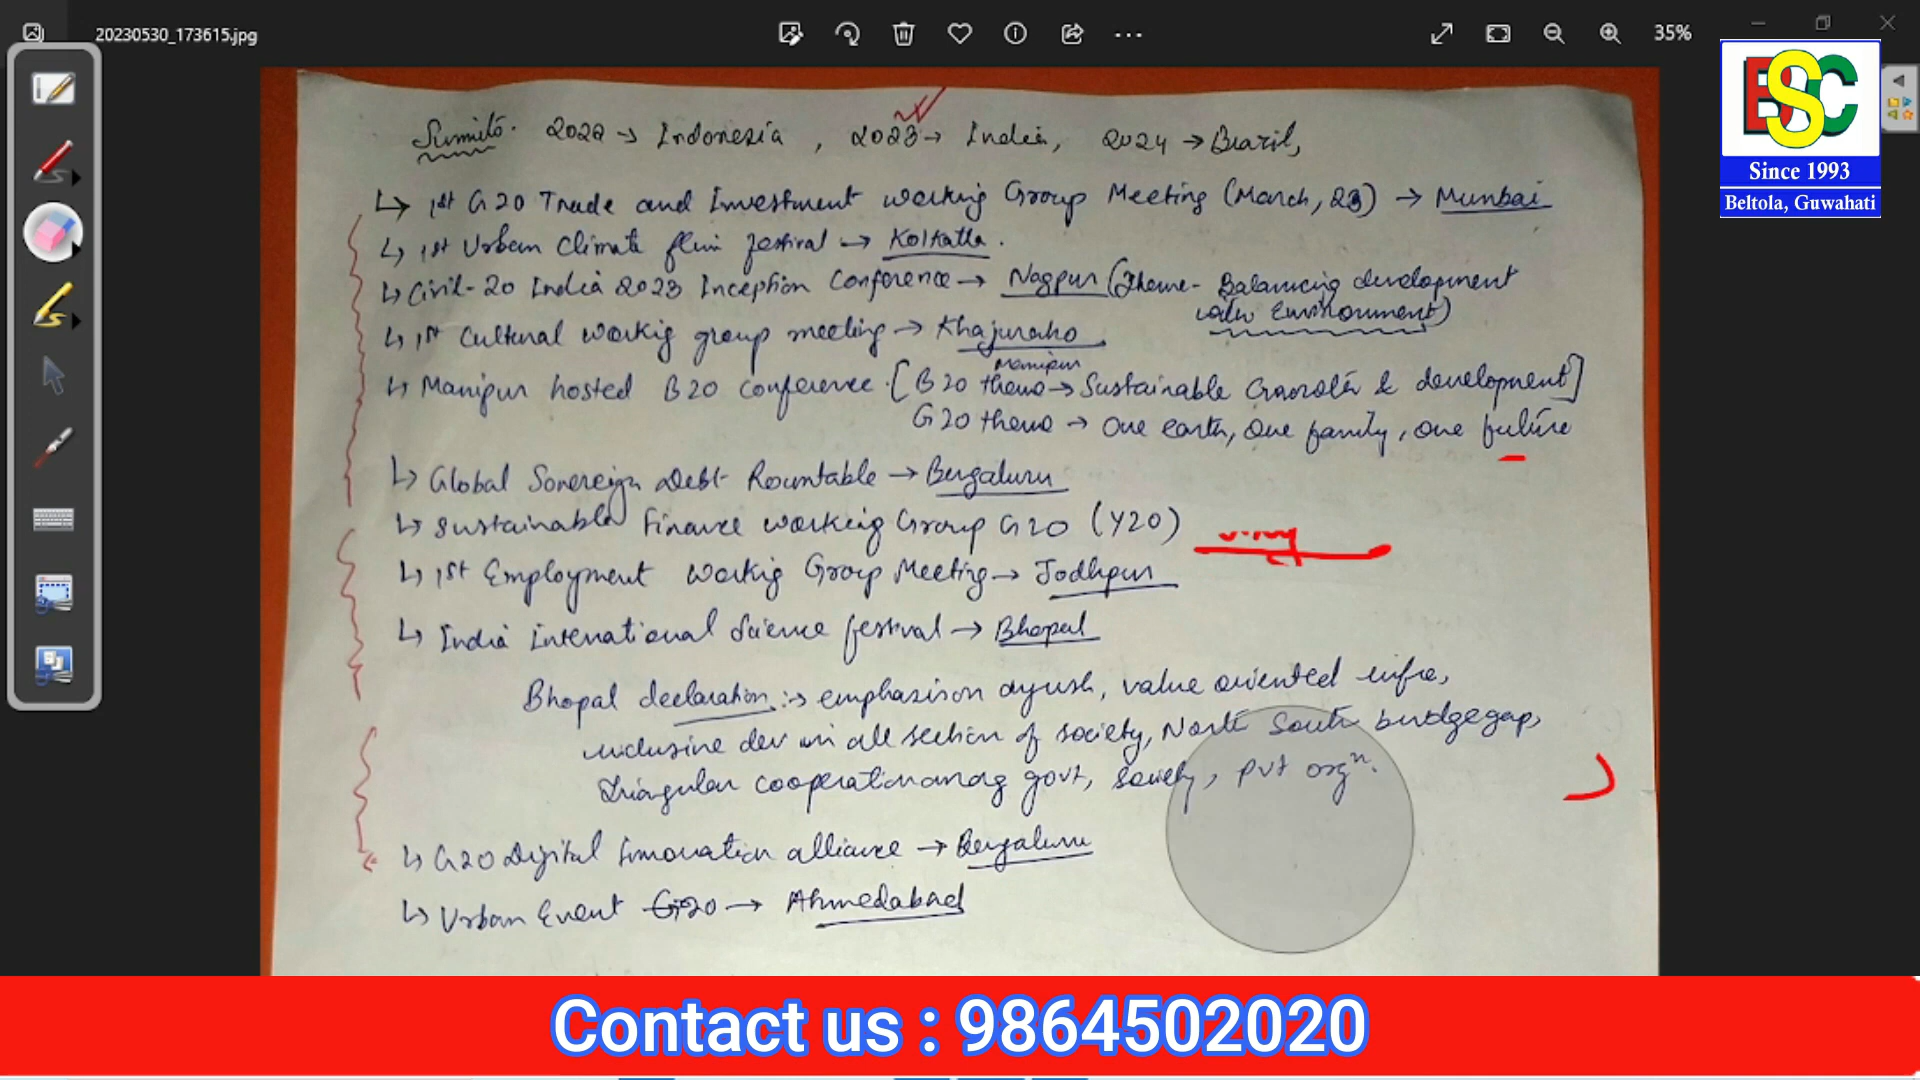 20230530_173615.jpg
35%
BSC
Since 1993
Beltola, Guwahati
Summits. 2022 → Indonesia, 2023 → India, 2024 → Brazil,
↳ 1st G20 Trade and Investment working Group Meeting (March, 23) → Mumbai
↳ 1st Urban Climate film festival → Kolkatta.
↳ Civil-20 India 2023 Inception Conference → Nagpur (Theme- Balancing development
with Environment)
↳ 1st Cultural working group meeting → Khajuraho
Manipur
↳ Manipur hosted B20 conference. [B20 theme → Sustainable Growth & development]
G20 theme → One earth, One family, one future
↳ Global Sovereign Debt Rountable → Bengaluru
↳ Sustainable Finance working Group G20 (Y20)
↳ 1st Employment Working Group Meeting → Jodhpur
↳ India International Science festival → Bhopal
Bhopal declaration :→ emphasis on ayush, value oriented infra,
inclusive dev in all section of society, North South bridge gap,
Triangular cooperation among govt, society, pvt orgn.
↳ G20 Digital Innovation alliance → Bengaluru
↳ Urban Event G20 → Ahmedabad
Contact us : 9864502020